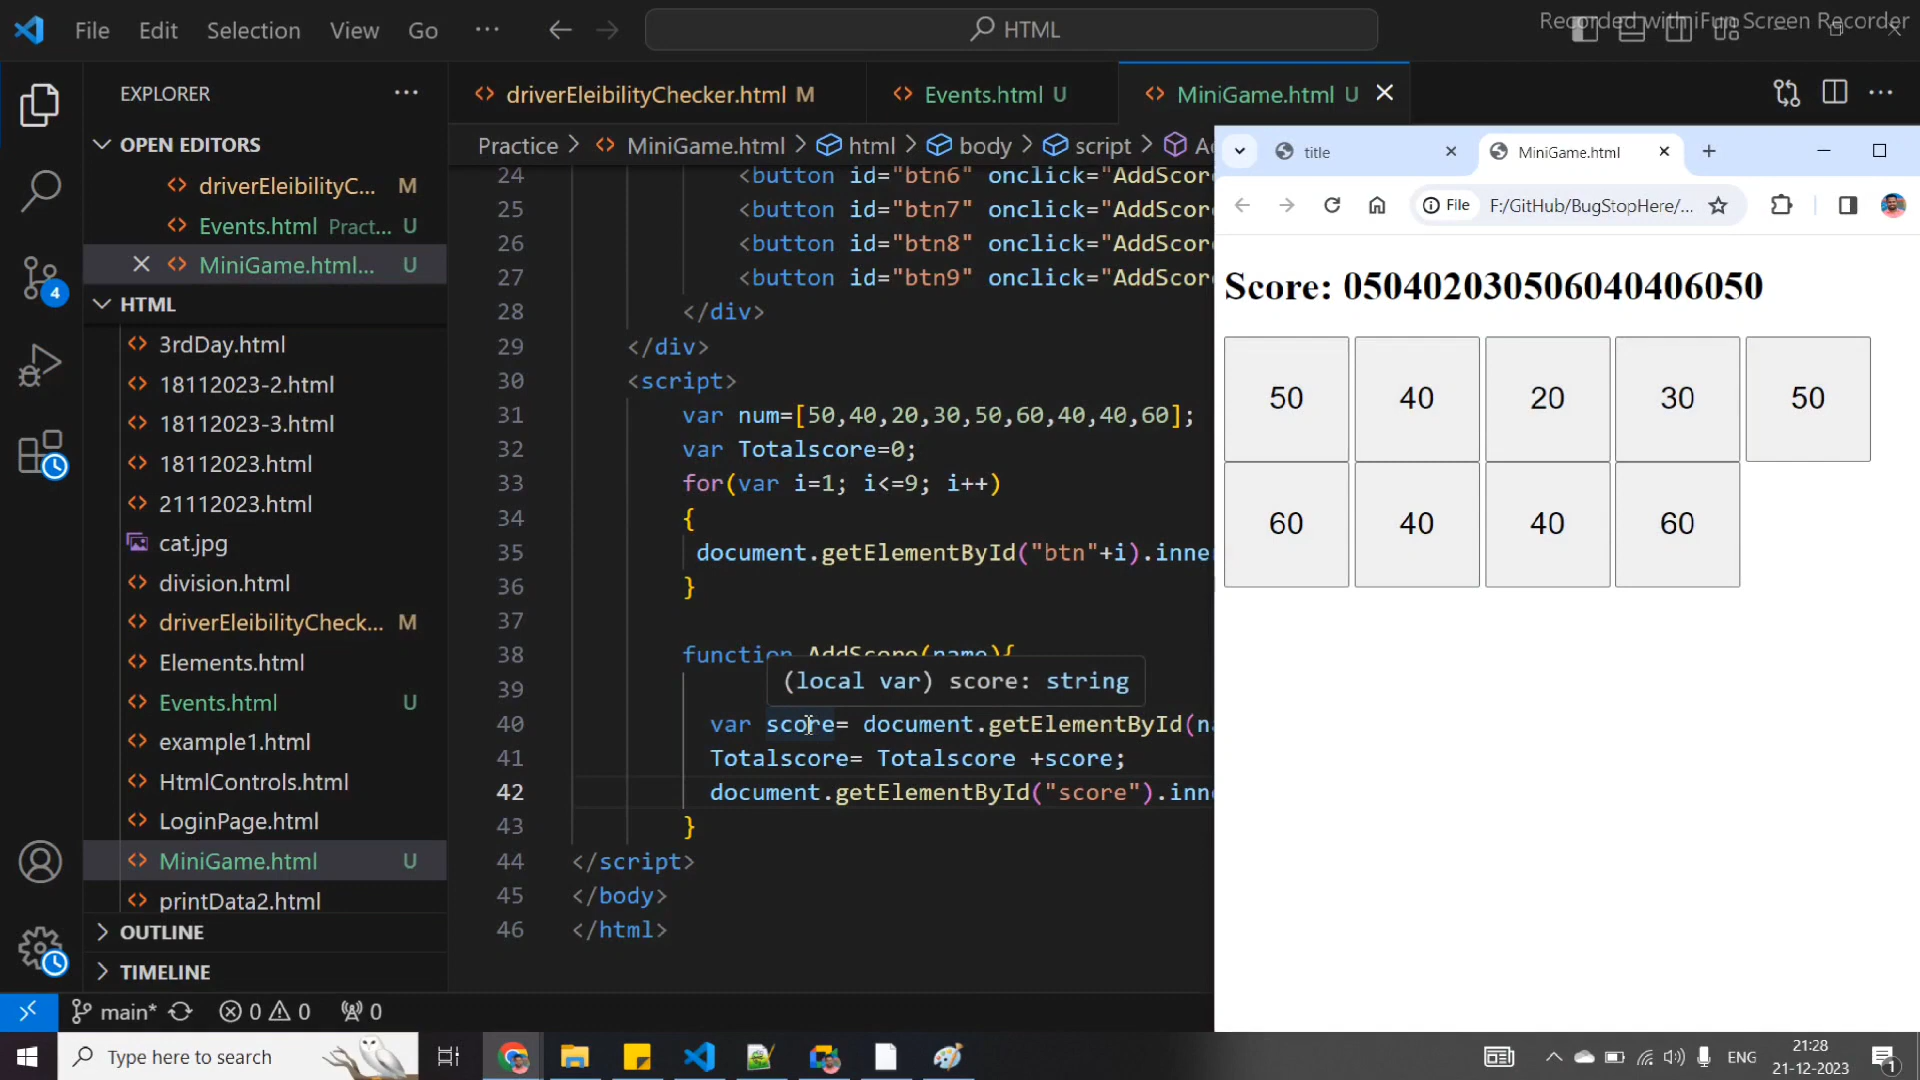 File Edit Selection View Go ···
HTML
Recorded with iFun Screen Recorder
EXPLORER
OPEN EDITORS
driverEleibilityC... M
Events.html Pract... U
MiniGame.html... U
HTML
3rdDay.html
18112023-2.html
18112023-3.html
18112023.html
21112023.html
cat.jpg
division.html
driverEleibilityCheck... M
Elements.html
Events.html U
example1.html
HtmlControls.html
LoginPage.html
MiniGame.html U
printData2.html
OUTLINE
TIMELINE
4
driverEleibilityChecker.html M
Events.html U
MiniGame.html U
Practice > MiniGame.html > html > body > script > A
24 <button id="btn6" onclick="AddScor
25 <button id="btn7" onclick="AddScor
26 <button id="btn8" onclick="AddScor
27 <button id="btn9" onclick="AddScor
28 </div>
29 </div>
30 <script>
31 var num=[50,40,20,30,50,60,40,40,60];
32 var Totalscore=0;
33 for(var i=1; i<=9; i++)
34 {
35 document.getElementById("btn"+i).inne
36 }
37
38 function AddScore(name){
(local var) score: string
39
40 var score= document.getElementById(na
41 Totalscore= Totalscore +score;
42 document.getElementById("score").inn
43 }
44 </script>
45 </body>
46 </html>
title
MiniGame.html
File F:/GitHub/BugStopHere/...
Score: 050402030506040406050
50 40 20 30 50
60 40 40 60
main* 0 0 0
Type here to search
ENG
21:28
21-12-2023
1